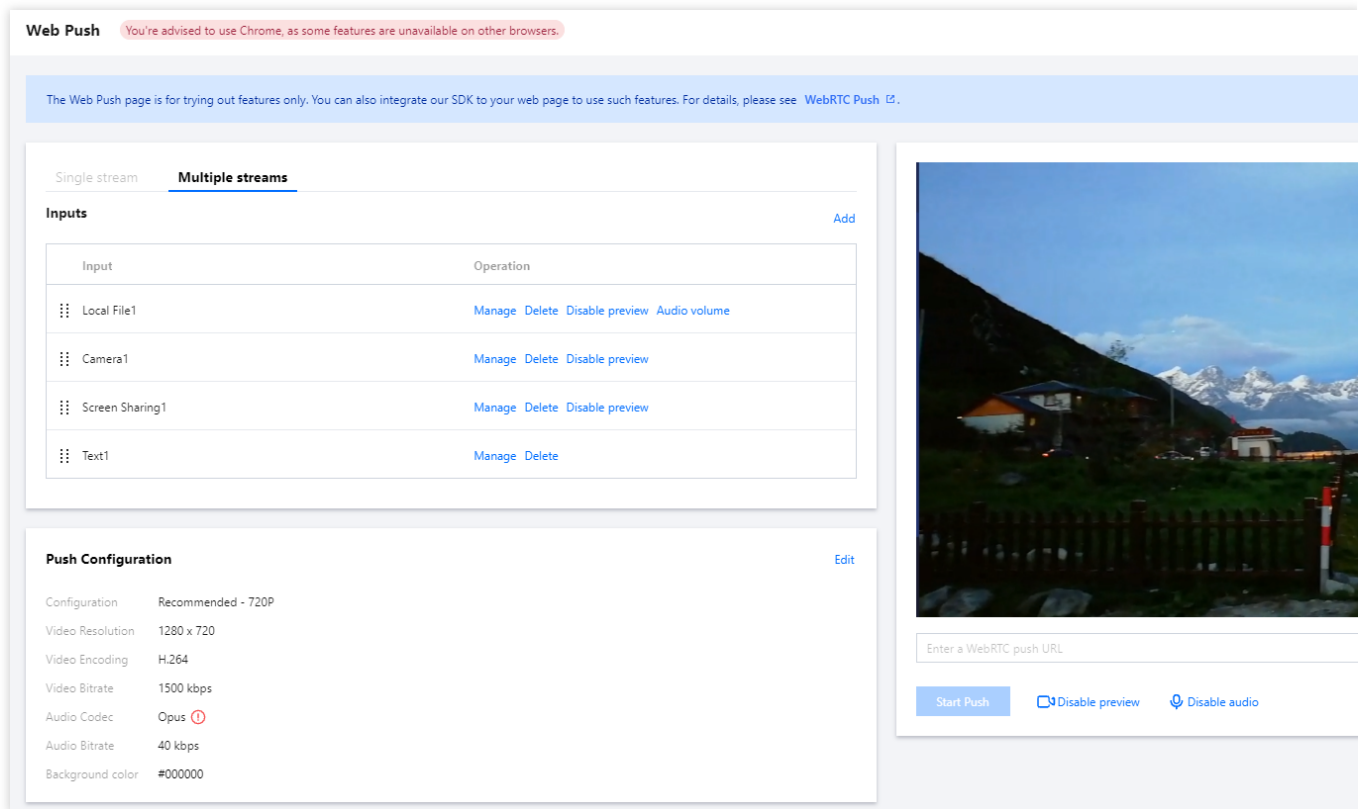 Web Push You're advised to use Chrome, as some features are unavailable on other browsers.
The Web Push page is for trying out features only. You can also integrate our SDK to your web page to use such features. For details, please see WebRTC Push .
Single stream Multiple streams
Inputs Add
Input Operation
Local File1 Manage Delete Disable preview Audio volume
Camera1 Manage Delete Disable preview
Screen Sharing1 Manage Delete Disable preview
Text1 Manage Delete
Push Configuration Edit
Configuration Recommended - 720P
Video Resolution 1280 x 720
Video Encoding H.264
Video Bitrate 1500 kbps
Audio Codec Opus
Audio Bitrate 40 kbps
Background color #000000
Enter a WebRTC push URL
Start Push Disable preview Disable audio